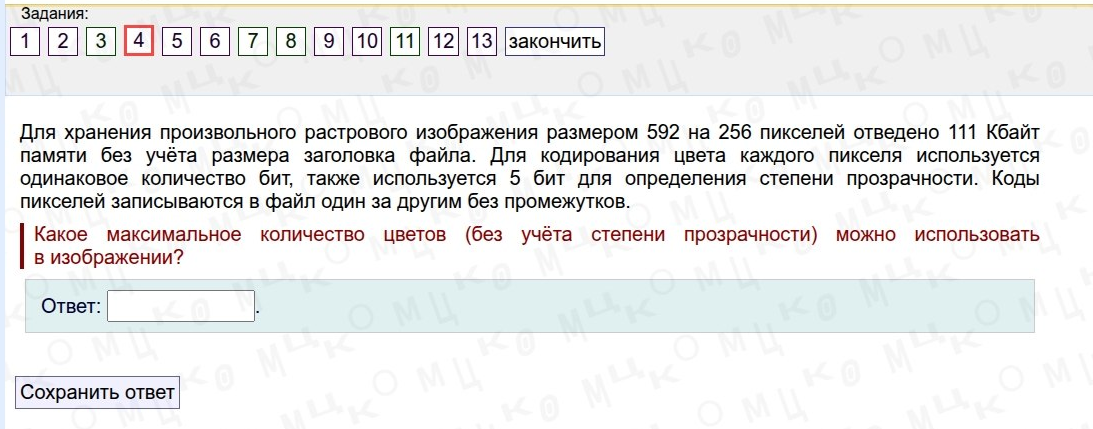 Задания:
1 2 3 4 5 6 7 8 9 10 11 12 13 закончить
Для хранения произвольного растрового изображения размером 592 на 256 пикселей отведено 111 Кбайт
памяти без учёта размера заголовка файла. Для кодирования цвета каждого пикселя используется
одинаковое количество бит, также используется 5 бит для определения степени прозрачности. Коды
пикселей записываются в файл один за другим без промежутков.
Какое максимальное количество цветов (без учёта степени прозрачности) можно использовать
в изображении?
Ответ: .
Сохранить ответ